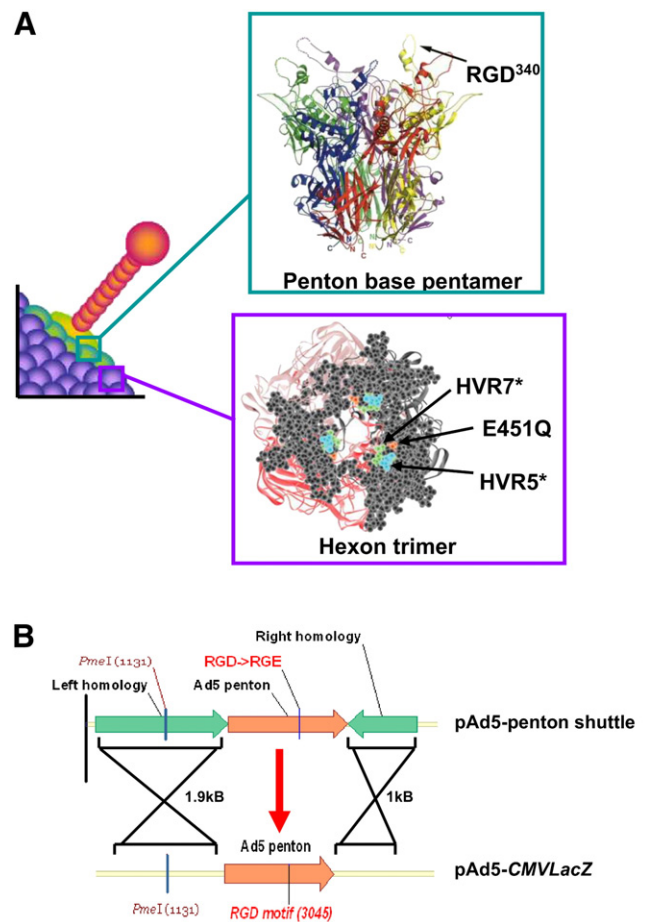 A
RGD340
Penton base pentamer
HVR7*
E451Q
HVR5*
Hexon trimer
B
Right homology
PmeI(1131)
RGD->RGE
Left homology
Ad5 penton
pAd5-penton shuttle
1.9kB
1kB
Ad5 penton
pAd5-CMVLacZ
PmeI(1131)
RGD motif (3045)